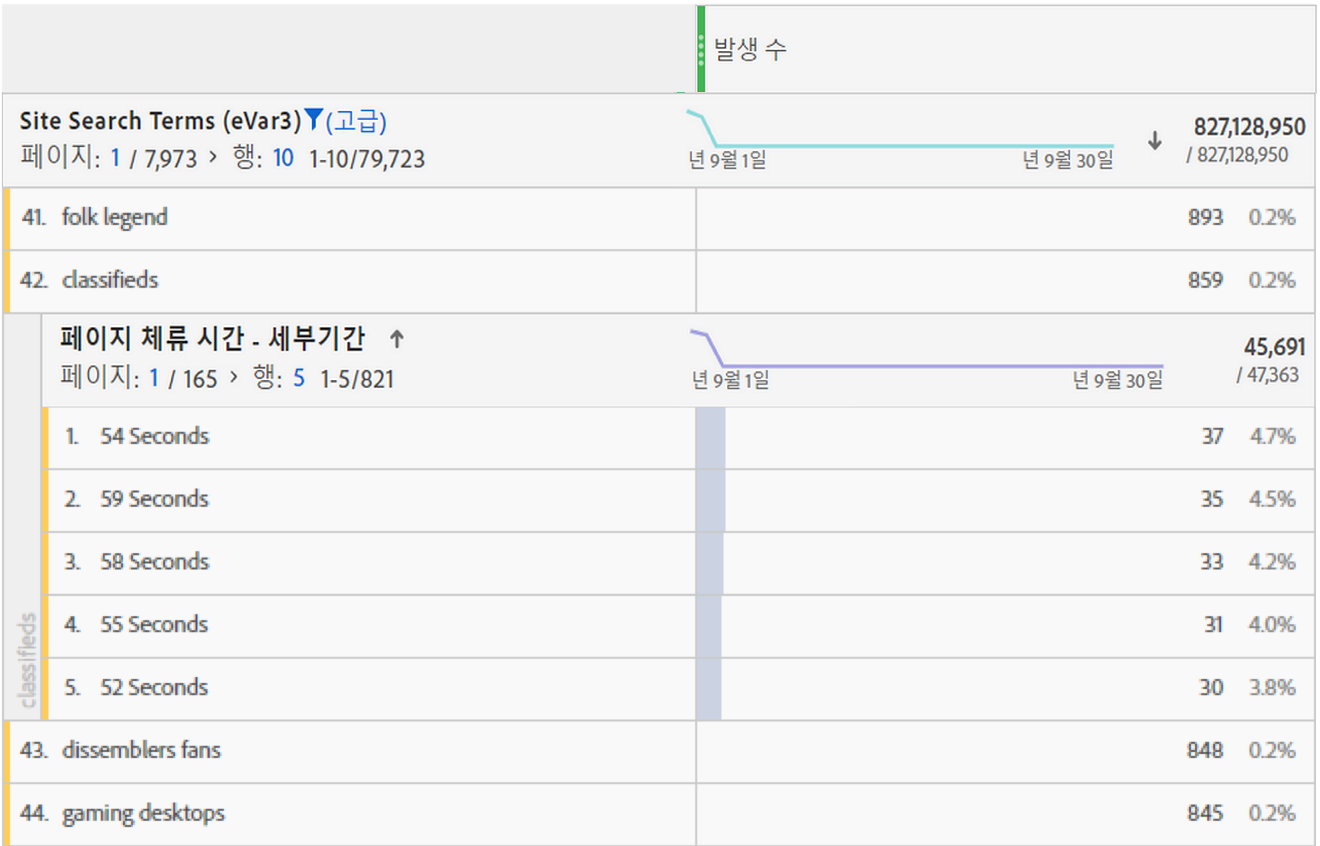 발생 수
Site Search Terms (eVar3) (고급)
페이지: 1 / 7,973 > 행: 10 1-10/79,723
년 9월 1일 년 9월 30일
827,128,950
/ 827,128,950
41. folk legend 893 0.2%
42. classifieds 859 0.2%
페이지 체류 시간 - 세부기간
페이지: 1 / 165 > 행: 5 1-5/821
년 9월 1일 년 9월 30일
45,691
/ 47,363
classifieds
1. 54 Seconds 37 4.7%
2. 59 Seconds 35 4.5%
3. 58 Seconds 33 4.2%
4. 55 Seconds 31 4.0%
5. 52 Seconds 30 3.8%
43. dissemblers fans 848 0.2%
44. gaming desktops 845 0.2%